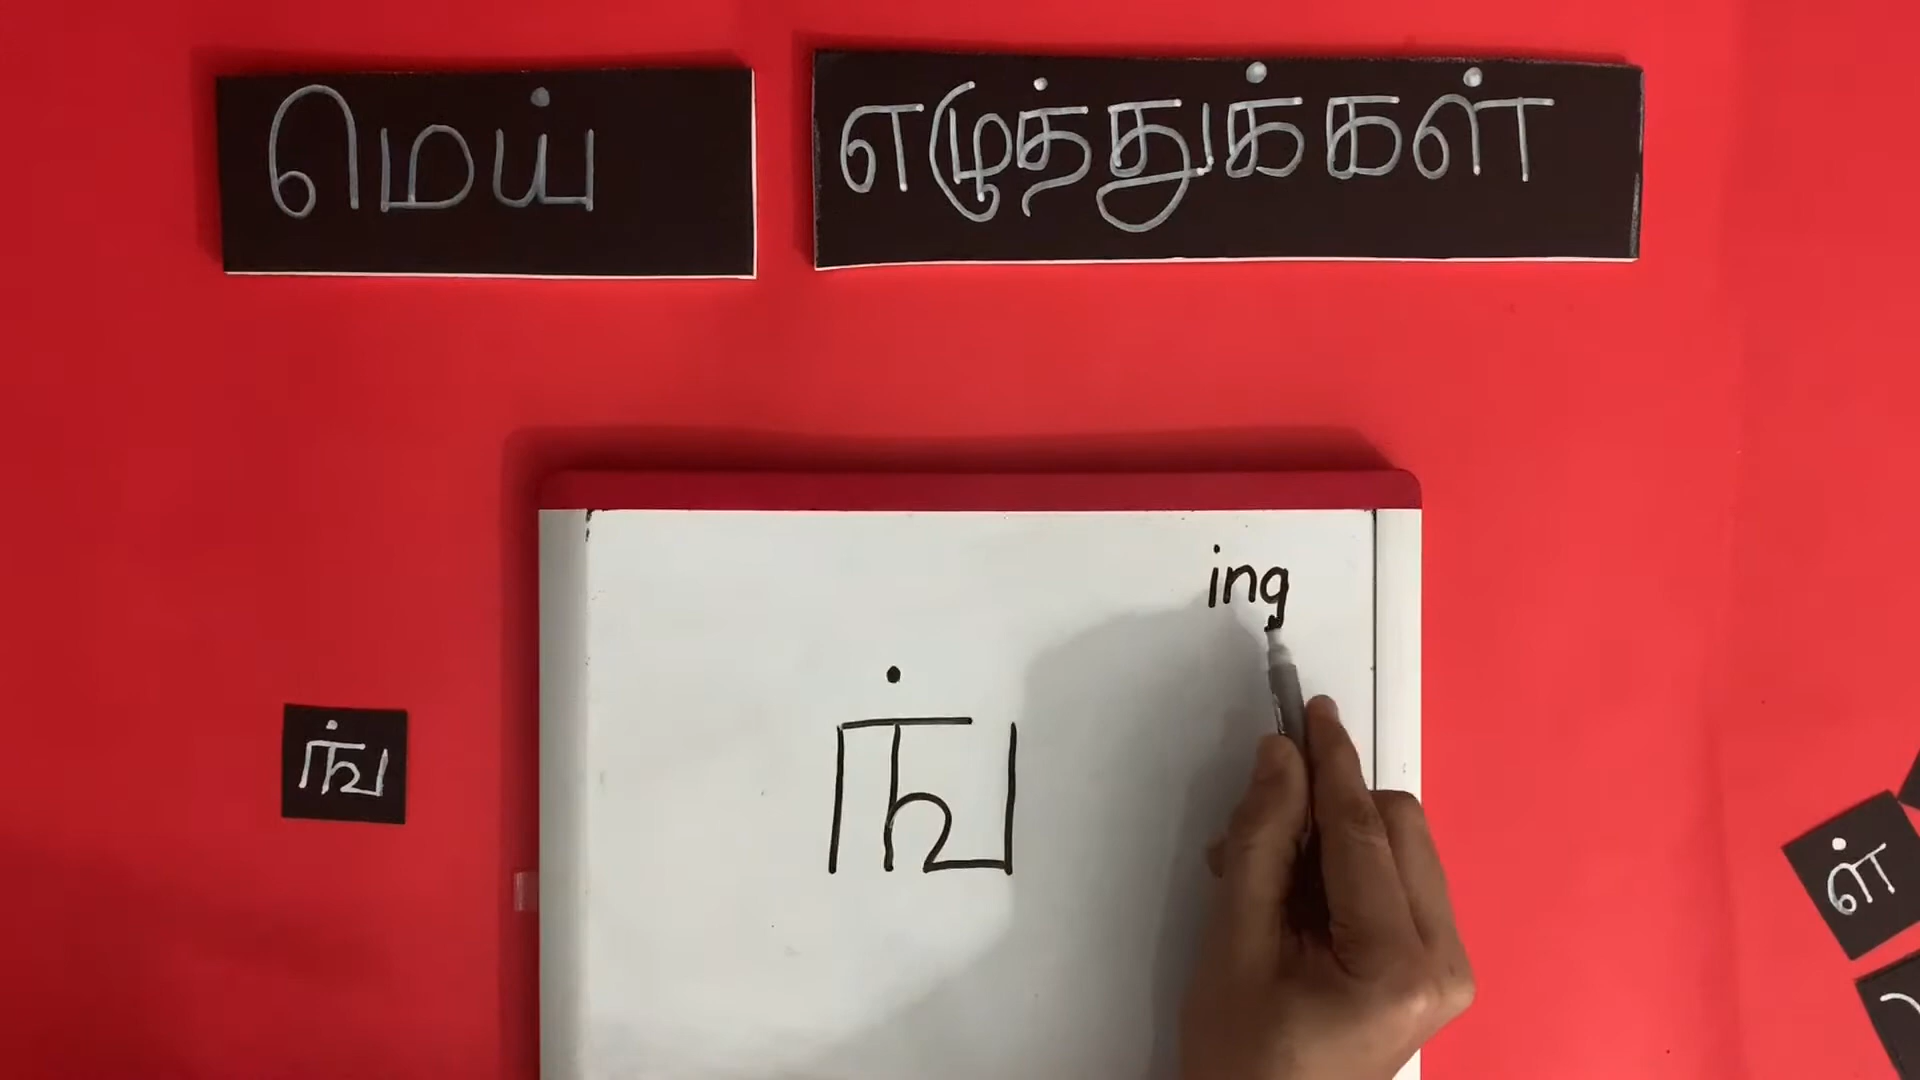 மெய் எழுத்துக்கள்
ing
ங்
ங்
ள்